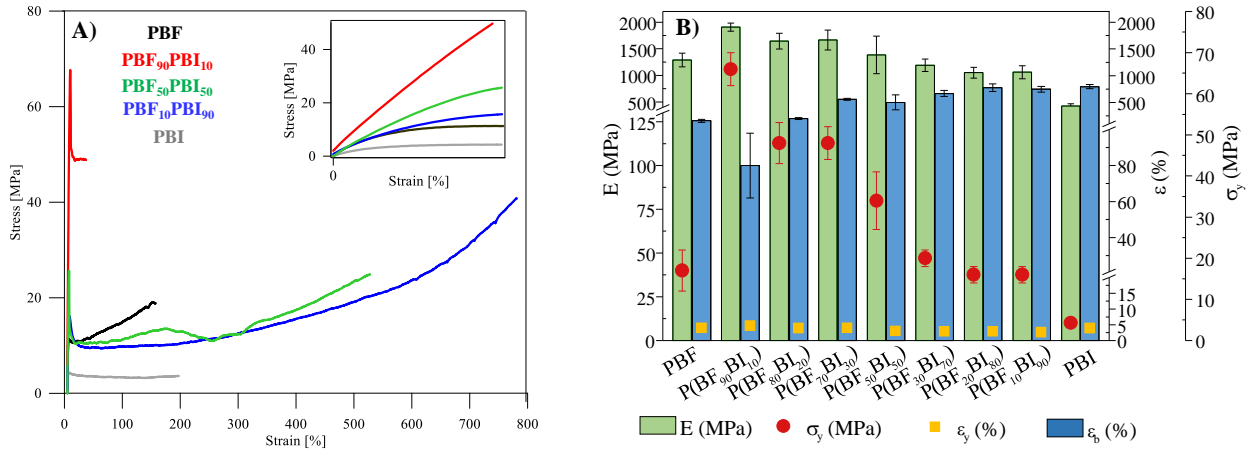 A)
PBF
PBF₉₀PBI₁₀
PBF₅₀PBI₅₀
PBF₁₀PBI₉₀
PBI
Stress [MPa]
80
60
40
20
0
0 100 200 300 400 500 600 700 800
Strain [%]
Stress [MPa]
40
20
0
0
Strain [%]
B)
E (MPa)
2000
1500
1000
500
125
100
75
50
25
0
ε (%)
2000
1500
1000
500
80
60
40
20
15
10
5
0
σy (MPa)
80
70
60
50
40
30
20
10
0
PBF
P(BF₉₀BI₁₀)
P(BF₈₀BI₂₀)
P(BF₇₀BI₃₀)
P(BF₅₀BI₅₀)
P(BF₃₀BI₇₀)
P(BF₂₀BI₈₀)
P(BF₁₀BI₉₀)
PBI
E (MPa) σy (MPa) εy (%) εb (%)